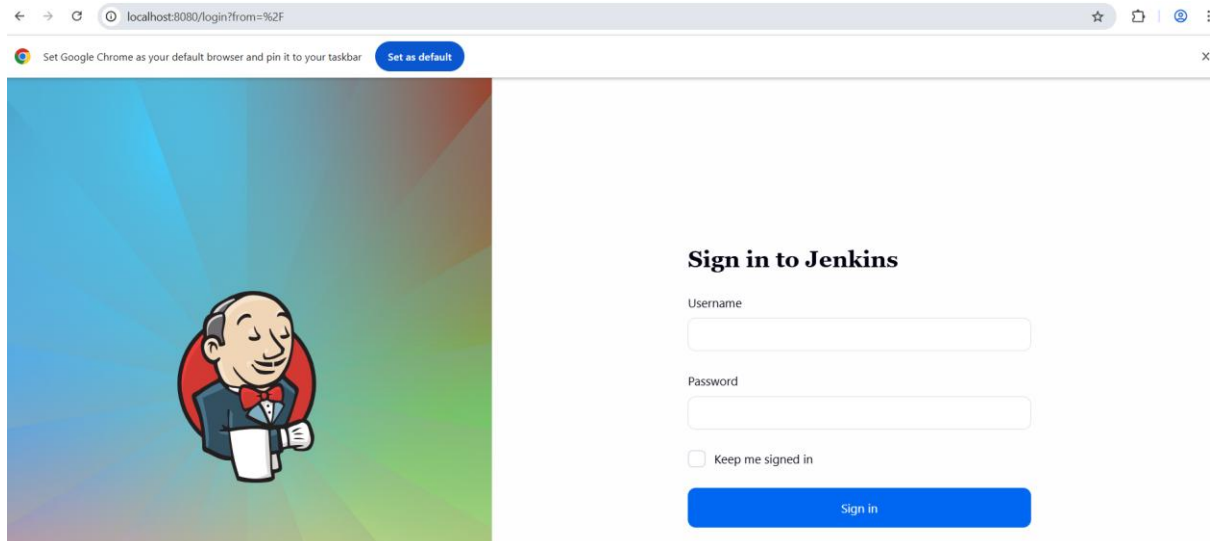 localhost:8080/login?from=%2F
Set Google Chrome as your default browser and pin it to your taskbar Set as default
Sign in to Jenkins
Username
Password
Keep me signed in
Sign in